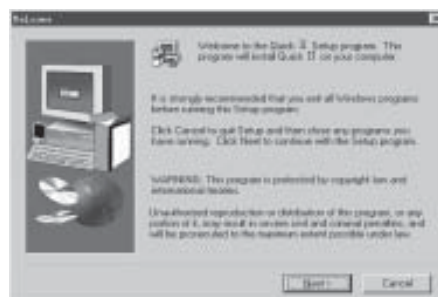 Welcome
Welcome to the Quick II Setup program. This
program will install Quick II on your computer.
It is strongly recommended that you exit all Windows programs
before running this Setup program.
Click Cancel to quit Setup and then close any programs you
have running. Click Next to continue with the Setup program.
WARNING: This program is protected by copyright law and
international treaties.
Unauthorized reproduction or distribution of this program, or any
portion of it, may result in severe civil and criminal penalties, and
will be prosecuted to the maximum extent possible under law.
Next >
Cancel